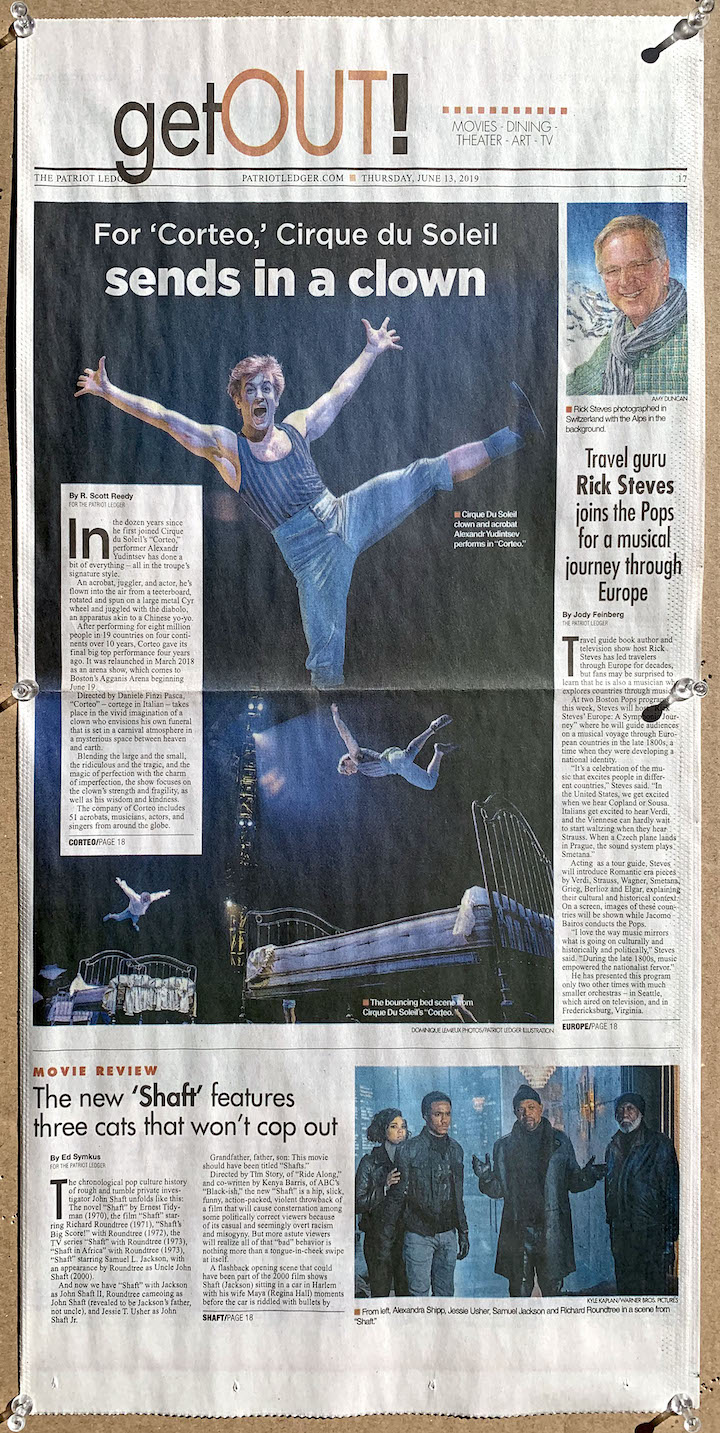 getOUT!
MOVIES - DINING -
THEATER - ART - TV
THE PATRIOT LEDG
PATRIOTLEDGER.COM ■ THURSDAY, JUNE 13, 2019
17
For ‘Corteo,’ Cirque du Soleil
sends in a clown
By R. Scott Reedy
FOR THE PATRIOT LEDGER
In the dozen years since
he first joined Cirque
du Soleil’s “Corteo,”
performer Alexandr
Yudintsev has done a
bit of everything – all in the troupe’s
signature style.
An acrobat, juggler, and actor, he’s
flown into the air from a teeterboard,
rotated and spun on a large metal Cyr
wheel and juggled with the diabolo,
an apparatus akin to a Chinese yo-yo.
After performing for eight million
people in 19 countries on four conti-
nents over 10 years, Corteo gave its
final big top performance four years
ago. It was relaunched in March 2018
as an arena show, which comes to
Boston’s Agganis Arena beginning
June 19.
Directed by Daniele Finzi Pasca,
“Corteo” – cortege in Italian – takes
place in the vivid imagination of a
clown who envisions his own funeral
that is set in a carnival atmosphere in
a mysterious space between heaven
and earth.
Blending the large and the small,
the ridiculous and the tragic, and the
magic of perfection with the charm
of imperfection, the show focuses on
the clown’s strength and fragility, as
well as his wisdom and kindness.
The company of Corteo includes
51 acrobats, musicians, actors, and
singers from around the globe.
CORTEO/PAGE 18
■ Cirque Du Soleil
clown and acrobat
Alexandr Yudintsev
performs in “Corteo.”
■ The bouncing bed scene from
Cirque Du Soleil’s “Corteo.”
DOMINIQUE LEMIEUX PHOTOS/PATRIOT LEDGER ILLUSTRATION
AMY DUNCAN
■ Rick Steves photographed in
Switzerland with the Alps in the
background.
Travel guru
Rick Steves
joins the Pops
for a musical
journey through
Europe
By Jody Feinberg
THE PATRIOT LEDGER
Travel guide book author and
television show host Rick
Steves has led travelers
through Europe for decades,
but fans may be surprised to
learn that he is also a musician who
explores countries through music.
At two Boston Pops programs
this week, Steves will host “Rick
Steves’ Europe: A Symphonic Jour-
ney” where he will guide audiences
on a musical voyage through Euro-
pean countries in the late 1800s, a
time when they were developing a
national identity.
“It’s a celebration of the mu-
sic that excites people in differ-
ent countries,” Steves said. “In
the United States, we get excited
when we hear Copland or Sousa.
Italians get excited to hear Verdi,
and the Viennese can hardly wait
to start waltzing when they hear
Strauss. When a Czech plane lands
in Prague, the sound system plays
Smetana.”
Acting as a tour guide, Steves
will introduce Romantic era pieces
by Verdi, Strauss, Wagner, Smetana,
Grieg, Berlioz and Elgar, explaining
their cultural and historical context.
On a screen, images of these coun-
tries will be shown while Jacomo
Bairos conducts the Pops.
“I love the way music mirrors
what is going on culturally and
historically and politically,” Steves
said. “During the late 1800s, music
empowered the nationalist fervor.”
He has presented this program
only two other times with much
smaller orchestras – in Seattle,
which aired on television, and in
Fredericksburg, Virginia.
EUROPE/PAGE 18
MOVIE REVIEW
The new ‘Shaft’ features
three cats that won’t cop out
By Ed Symkus
FOR THE PATRIOT LEDGER
The chronological pop culture history
of rough and tumble private inves-
tigator John Shaft unfolds like this:
The novel “Shaft” by Ernest Tidy-
man (1970), the film “Shaft” star-
ring Richard Roundtree (1971), “Shaft’s
Big Score!” with Roundtree (1972), the
TV series “Shaft” with Roundtree (1973),
“Shaft in Africa” with Roundtree (1973),
“Shaft” starring Samuel L. Jackson, with
an appearance by Roundtree as Uncle John
Shaft (2000).
And now we have “Shaft” with Jackson
as John Shaft II, Roundtree cameoing as
John Shaft (revealed to be Jackson’s father,
not uncle), and Jessie T. Usher as John
Shaft Jr.
Grandfather, father, son: This movie
should have been titled “Shafts.”
Directed by Tim Story, of “Ride Along,”
and co-written by Kenya Barris, of ABC’s
“Black-ish,” the new “Shaft” is a hip, slick,
funny, action-packed, violent throwback of
a film that will cause consternation among
some politically correct viewers because
of its casual and seemingly overt racism
and misogyny. But more astute viewers
will realize all of that “bad” behavior is
nothing more than a tongue-in-cheek swipe
at itself.
A flashback opening scene that could
have been part of the 2000 film shows
Shaft (Jackson) sitting in a car in Harlem
with his wife Maya (Regina Hall) moments
before the car is riddled with bullets by
SHAFT/PAGE 18
KYLE KAPLAN/WARNER BROS. PICTURES
■ From left, Alexandra Shipp, Jessie Usher, Samuel Jackson and Richard Roundtree in a scene from
“Shaft.”